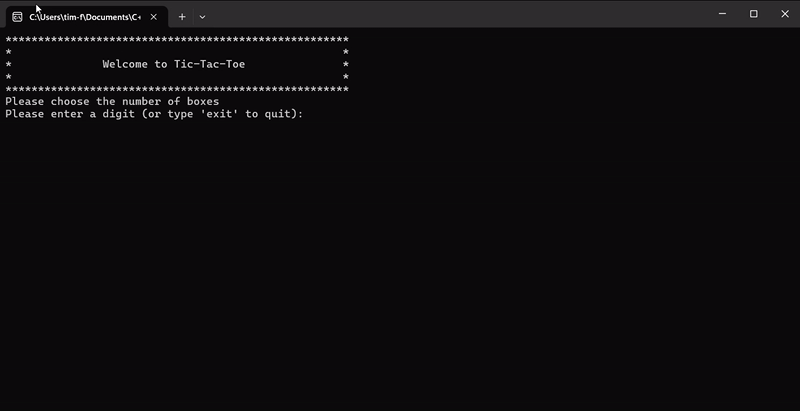 C:\Users\tim-f\Documents\C+
*****************************************************
*                                                   *
*              Welcome to Tic-Tac-Toe               *
*                                                   *
*****************************************************
Please choose the number of boxes
Please enter a digit (or type 'exit' to quit):